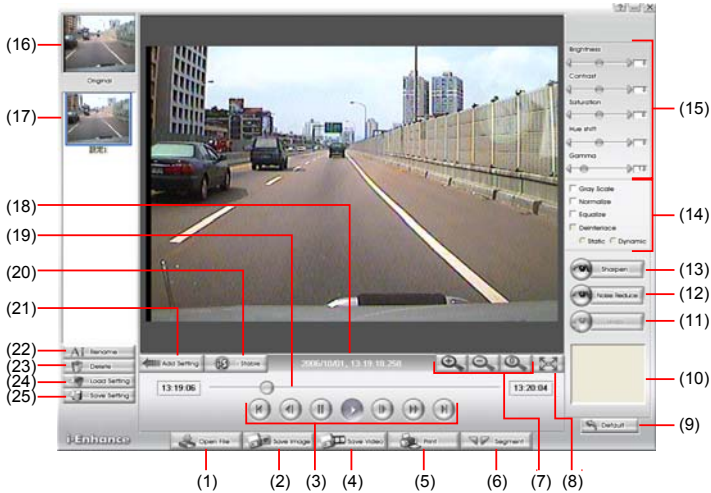 (16)
Original
(17)
設定1
(18)
(19)
(20)
(21)
(22) Rename
(23) Delete
(24) Load Setting
(25) Save Setting
Add Setting
Stable
2006/10/01, 13:19:18.258
13:19:06
13:20:04
i-Enhance
Open File
Save Image
Save Video
Print
Segment
(1)
(2)
(3)
(4)
(5)
(6)
(7)
(8)
Brightness
Contrast
Saturation
Hue shift
Gamma
(15)
Gray Scale
Normalize
Equalize
Deinterlace
Static
Dynamic
(14)
Sharpen
(13)
Noise Reduce
(12)
(11)
(10)
Default
(9)